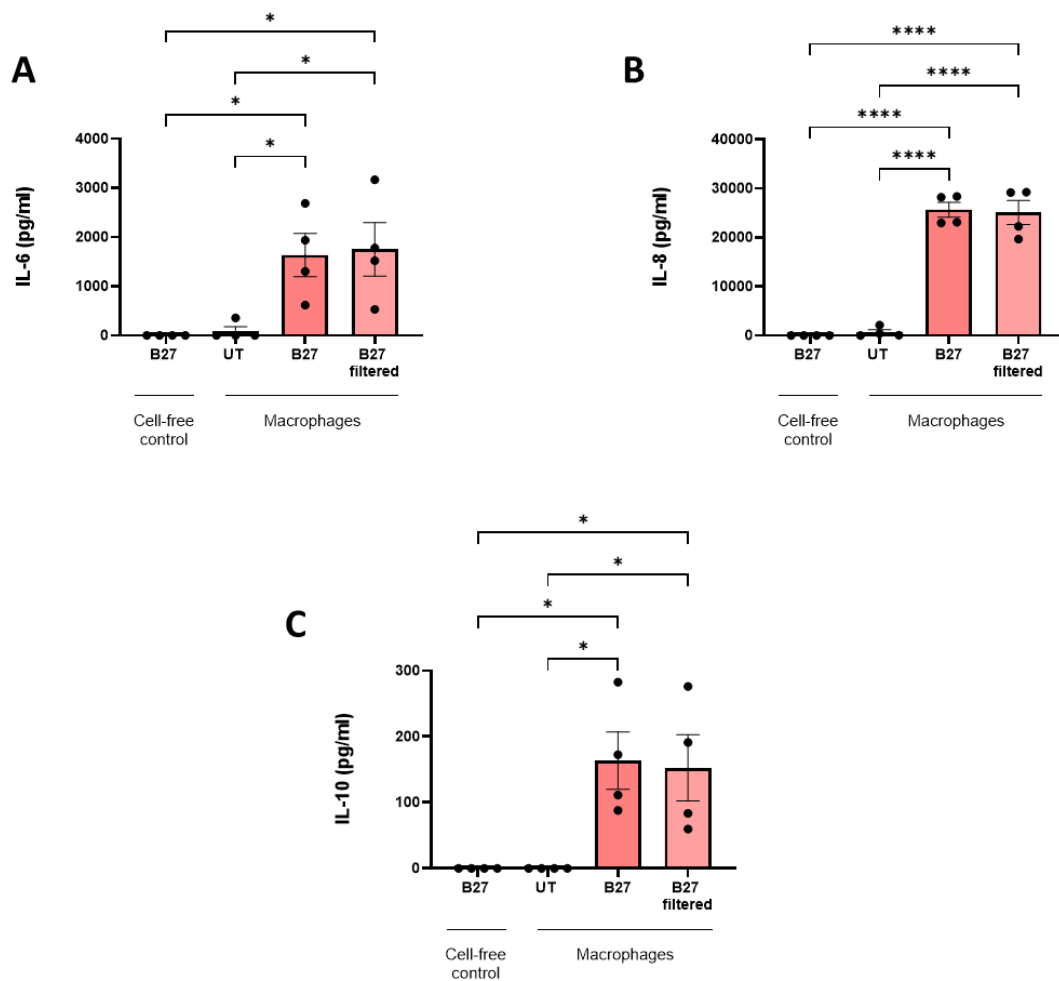 A
*
*
*
*
IL-6 (pg/ml)
4000
3000
2000
1000
0
B27
UT
B27
B27
filtered
Cell-free
control
Macrophages
B
****
****
****
****
IL-8 (pg/ml)
40000
30000
20000
10000
0
B27
UT
B27
B27
filtered
Cell-free
control
Macrophages
C
*
*
*
*
IL-10 (pg/ml)
300
200
100
0
B27
UT
B27
B27
filtered
Cell-free
control
Macrophages